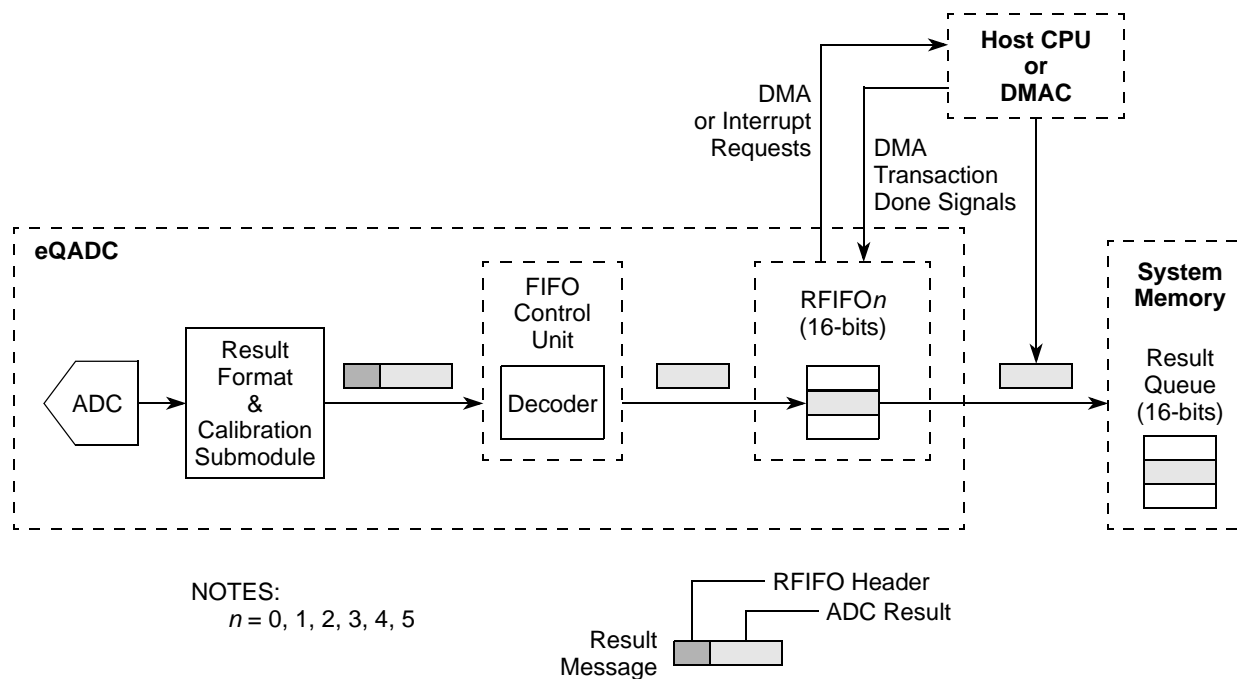 Host CPU
or
DMAC
DMA
or Interrupt
Requests
DMA
Transaction
Done Signals
eQADC
ADC
Result
Format
&
Calibration
Submodule
FIFO
Control
Unit
Decoder
RFIFOn
(16-bits)
System
Memory
Result
Queue
(16-bits)
NOTES:
n = 0, 1, 2, 3, 4, 5
RFIFO Header
ADC Result
Result
Message